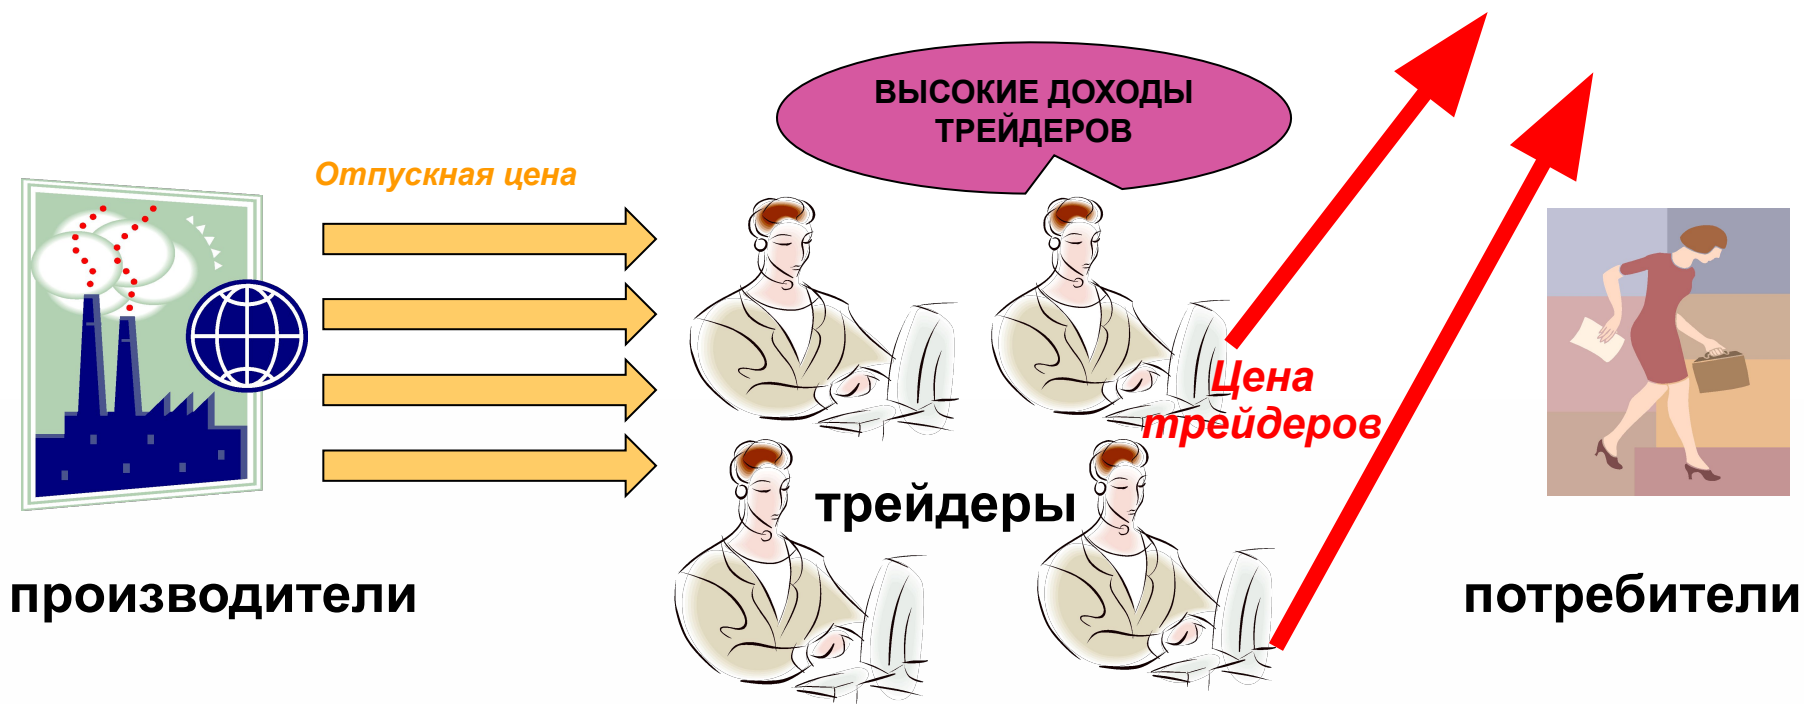 ВЫСОКИЕ ДОХОДЫ
ТРЕЙДЕРОВ
Отпускная цена
Цена
трейдеров
трейдеры
производители
потребители